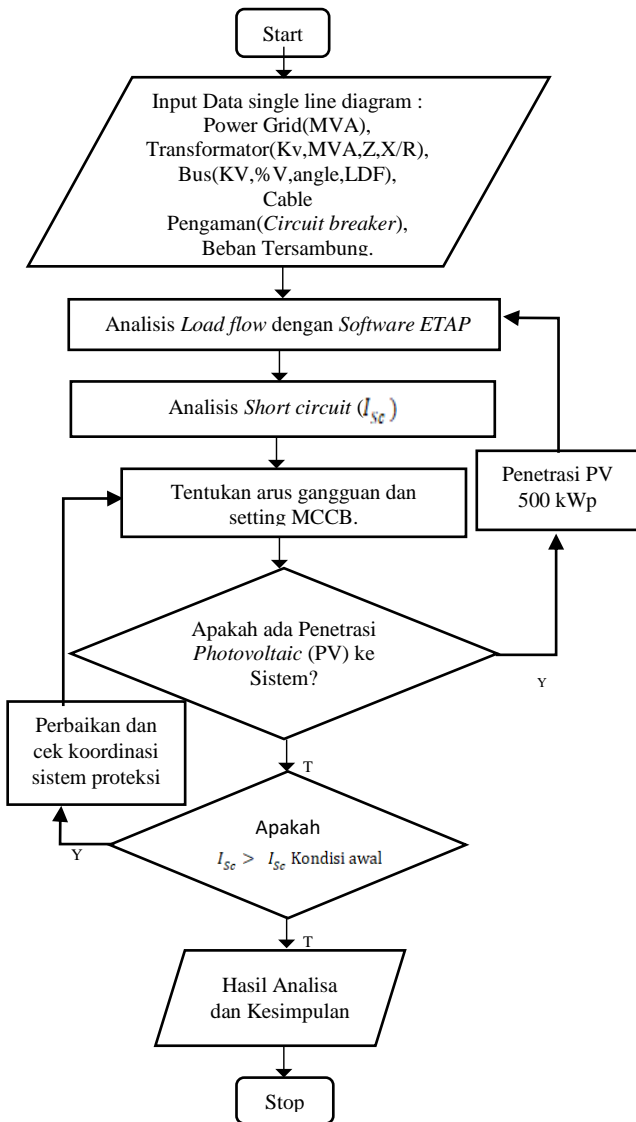 Start
Input Data single line diagram :
Power Grid(MVA),
Transformator(Kv,MVA,Z,X/R),
Bus(KV,%V,angle,LDF),
Cable
Pengaman(Circuit breaker),
Beban Tersambung.
Analisis Load flow dengan Software ETAP
Analisis Short circuit (I_Sc)
Penetrasi PV
500 kWp
Tentukan arus gangguan dan
setting MCCB.
Apakah ada Penetrasi
Photovoltaic (PV) ke
Sistem?
Y
Perbaikan dan
cek koordinasi
sistem proteksi
T
Apakah
I_Sc > I_Sc Kondisi awal
Y
T
Hasil Analisa
dan Kesimpulan
Stop